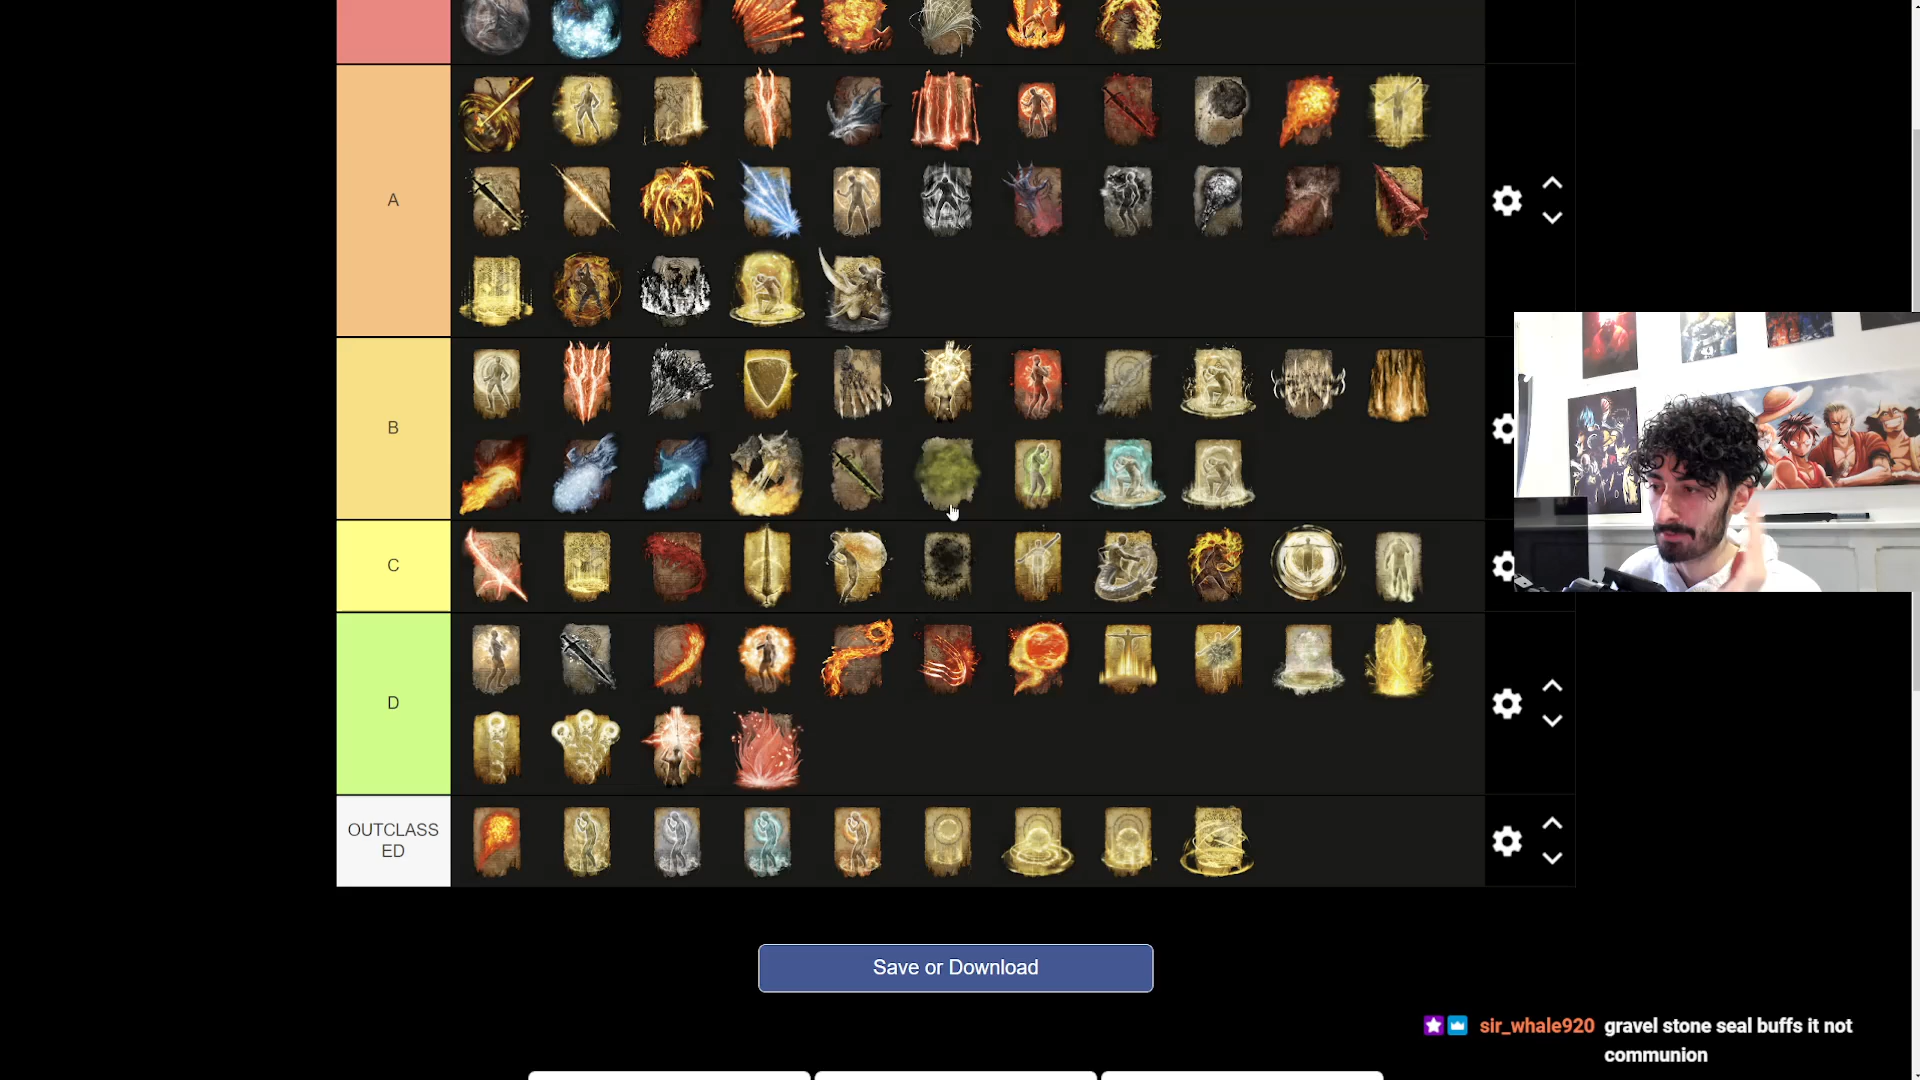 A
B
C
D
OUTCLASS
ED
Save or Download
sir_whale920 gravel stone seal buffs it not
communion